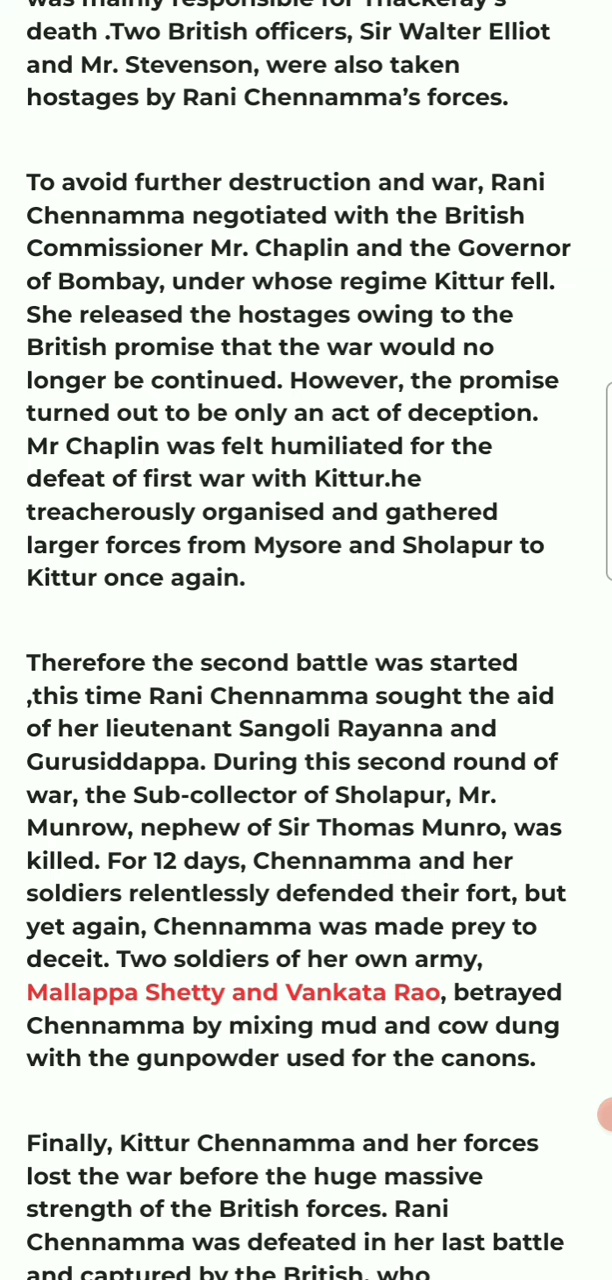 was mainly responsible for Thackeray's
death .Two British officers, Sir Walter Elliot
and Mr. Stevenson, were also taken
hostages by Rani Chennamma’s forces.
To avoid further destruction and war, Rani
Chennamma negotiated with the British
Commissioner Mr. Chaplin and the Governor
of Bombay, under whose regime Kittur fell.
She released the hostages owing to the
British promise that the war would no
longer be continued. However, the promise
turned out to be only an act of deception.
Mr Chaplin was felt humiliated for the
defeat of first war with Kittur.he
treacherously organised and gathered
larger forces from Mysore and Sholapur to
Kittur once again.
Therefore the second battle was started
,this time Rani Chennamma sought the aid
of her lieutenant Sangoli Rayanna and
Gurusiddappa. During this second round of
war, the Sub-collector of Sholapur, Mr.
Munrow, nephew of Sir Thomas Munro, was
killed. For 12 days, Chennamma and her
soldiers relentlessly defended their fort, but
yet again, Chennamma was made prey to
deceit. Two soldiers of her own army,
Mallappa Shetty and Vankata Rao, betrayed
Chennamma by mixing mud and cow dung
with the gunpowder used for the canons.
Finally, Kittur Chennamma and her forces
lost the war before the huge massive
strength of the British forces. Rani
Chennamma was defeated in her last battle
and captured by the British, who